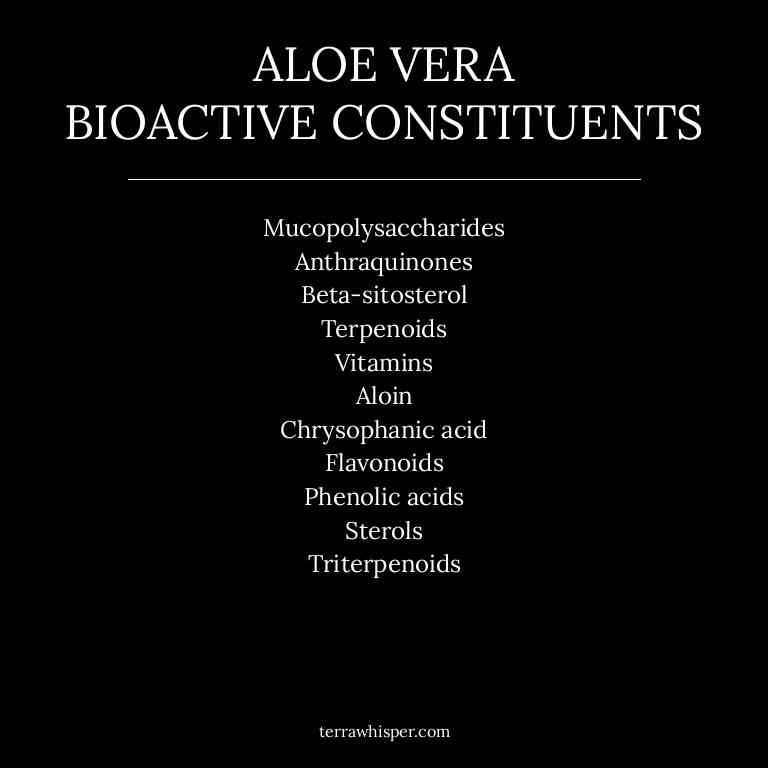 ALOE VERA
BIOACTIVE CONSTITUENTS
Mucopolysaccharides
Anthraquinones
Beta-sitosterol
Terpenoids
Vitamins
Aloin
Chrysophanic acid
Flavonoids
Phenolic acids
Sterols
Triterpenoids
terrawhisper.com